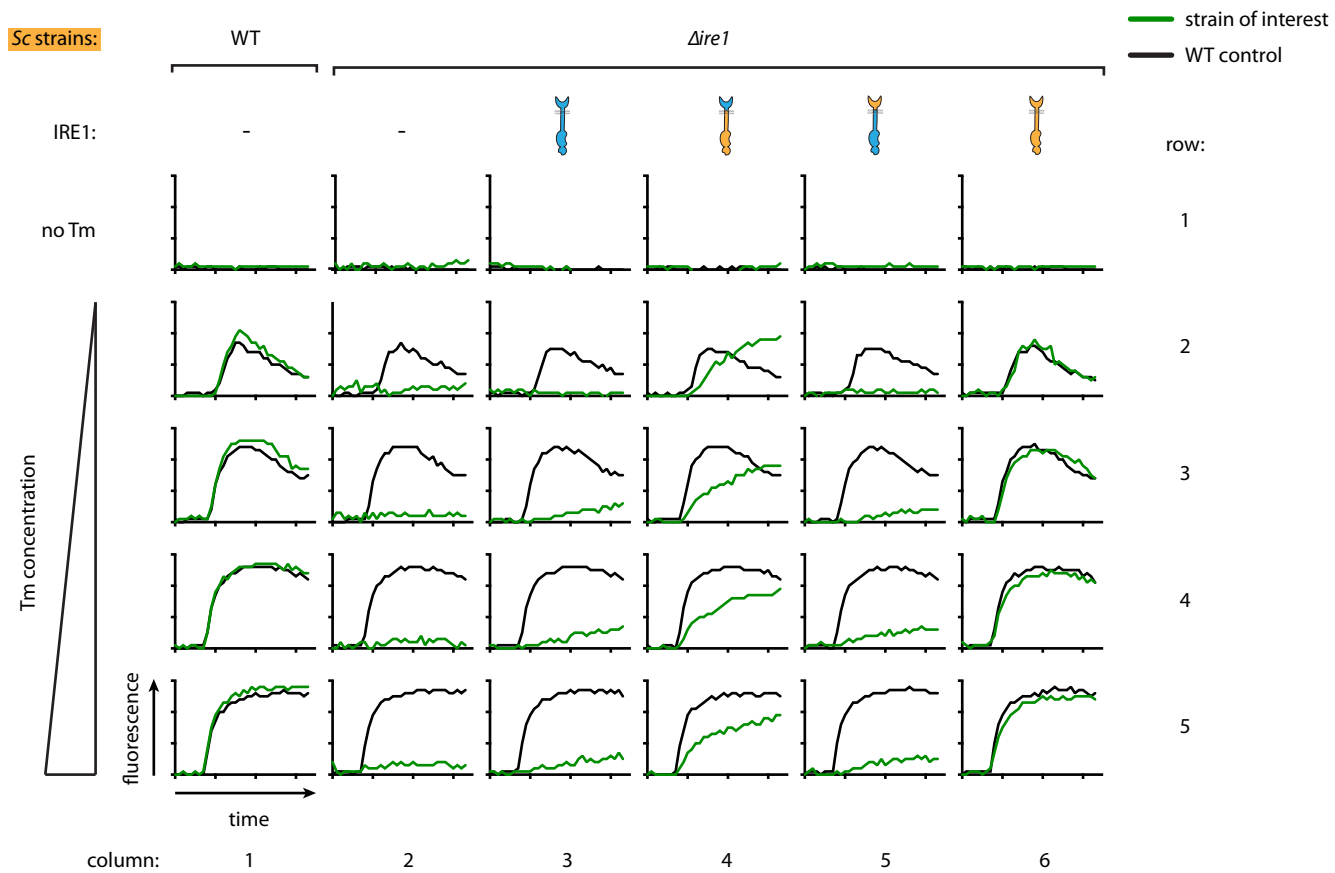 strain of interest
WT control
Sc strains:
WT
Δire1
IRE1:
-
-
row:
no Tm
1
2
3
4
5
Tm concentration
fluorescence
time
column:
1
2
3
4
5
6